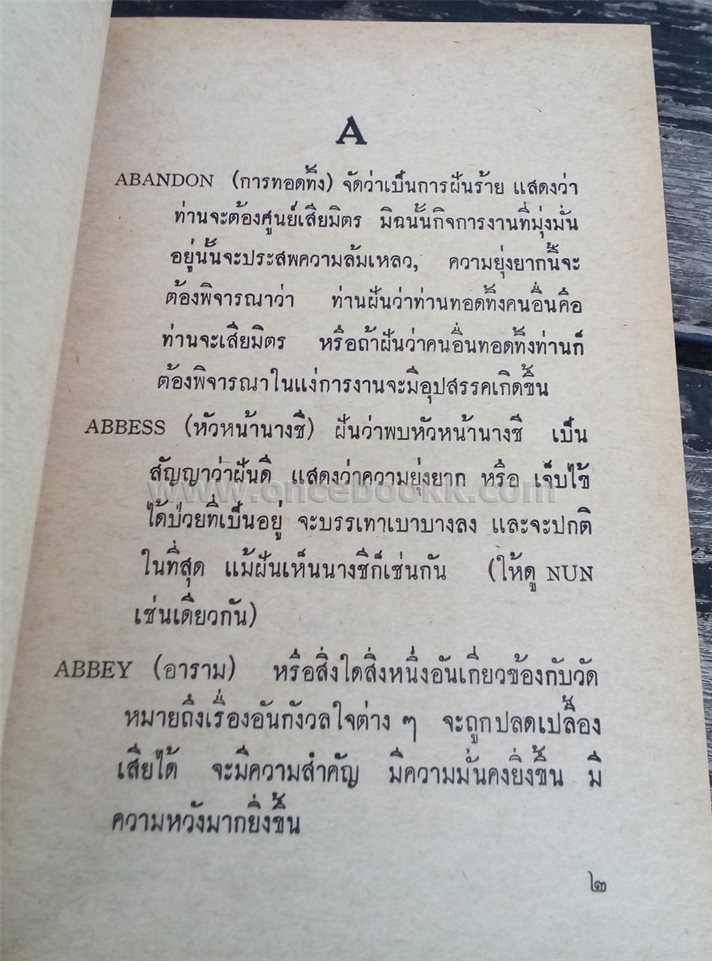 A
ABANDON (การทอดทิ้ง) จัดว่าเป็นการฝันร้าย แสดงว่า
ท่านจะต้องศูนย์เสียมิตร มิฉนั้นกิจการงานที่มุ่งมั่น
อยู่นั้นจะประสพความล้มเหลว, ความยุ่งยากนี้จะ
ต้องพิจารณาว่า ท่านฝันว่าท่านทอดทิ้งคนอื่นคือ
ท่านจะเสียมิตร หรือถ้าฝันว่าคนอื่นทอดทิ้งท่านก็
ต้องพิจารณาในแง่การงานจะมีอุปสรรคเกิดขึ้น
ABBESS (หัวหน้านางชี) ฝันว่าพบหัวหน้านางชี เป็น
สัญญาว่าฝันดี แสดงว่าความยุ่งยาก หรือ เจ็บไข้
www.oncebookk.com
ได้ป่วยที่เป็นอยู่ จะบรรเทาเบาบางลง และจะปกติ
ในที่สุด แม้ฝันเห็นนางชีก็เช่นกัน (ให้ดู NUN
เช่นเดียวกัน)
ABBEY (อาราม) หรือสิ่งใดสิ่งหนึ่งอันเกี่ยวข้องกับวัด
หมายถึงเรื่องอันกังวลใจต่าง ๆ จะถูกปลดเปลื้อง
เสียได้ จะมีความสำคัญ มีความมั่นคงยิ่งขึ้น มี
ความหวังมากยิ่งขึ้น
๒